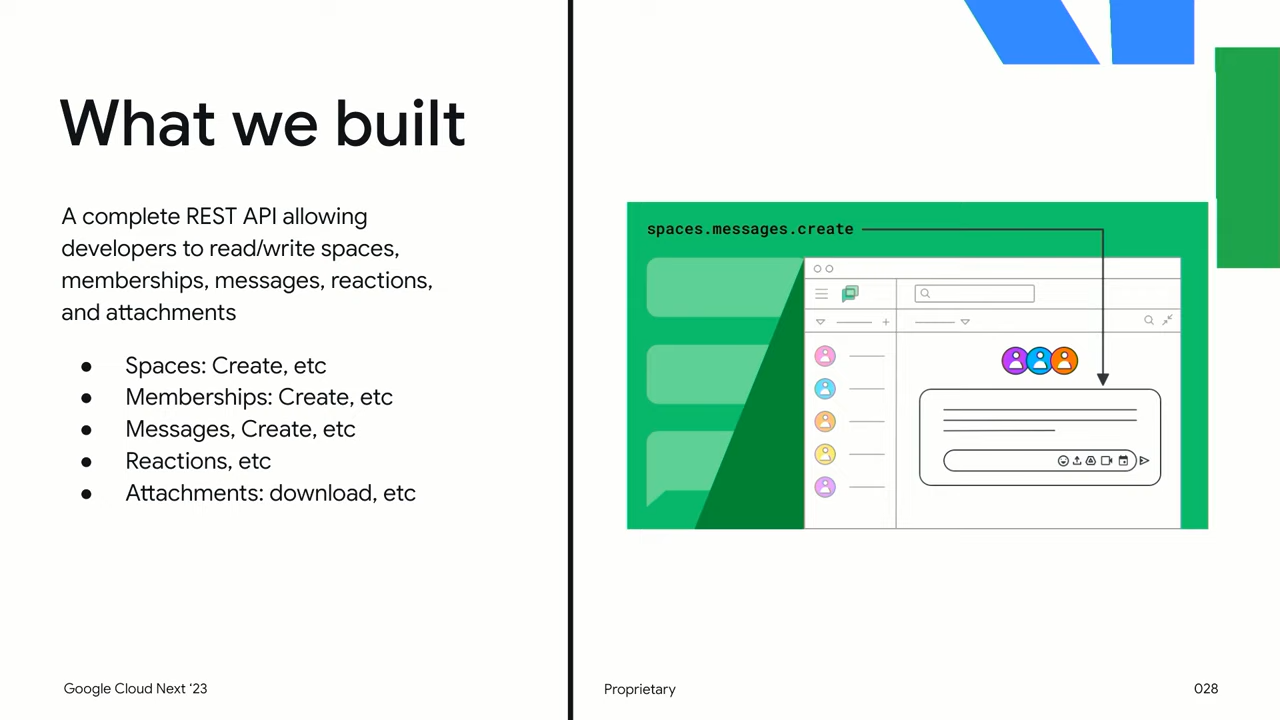 What we built
A complete REST API allowing
developers to read/write spaces,
memberships, messages, reactions,
and attachments
● Spaces: Create, etc
● Memberships: Create, etc
● Messages, Create, etc
● Reactions, etc
● Attachments: download, etc
spaces.messages.create
Google Cloud Next ‘23
Proprietary
028